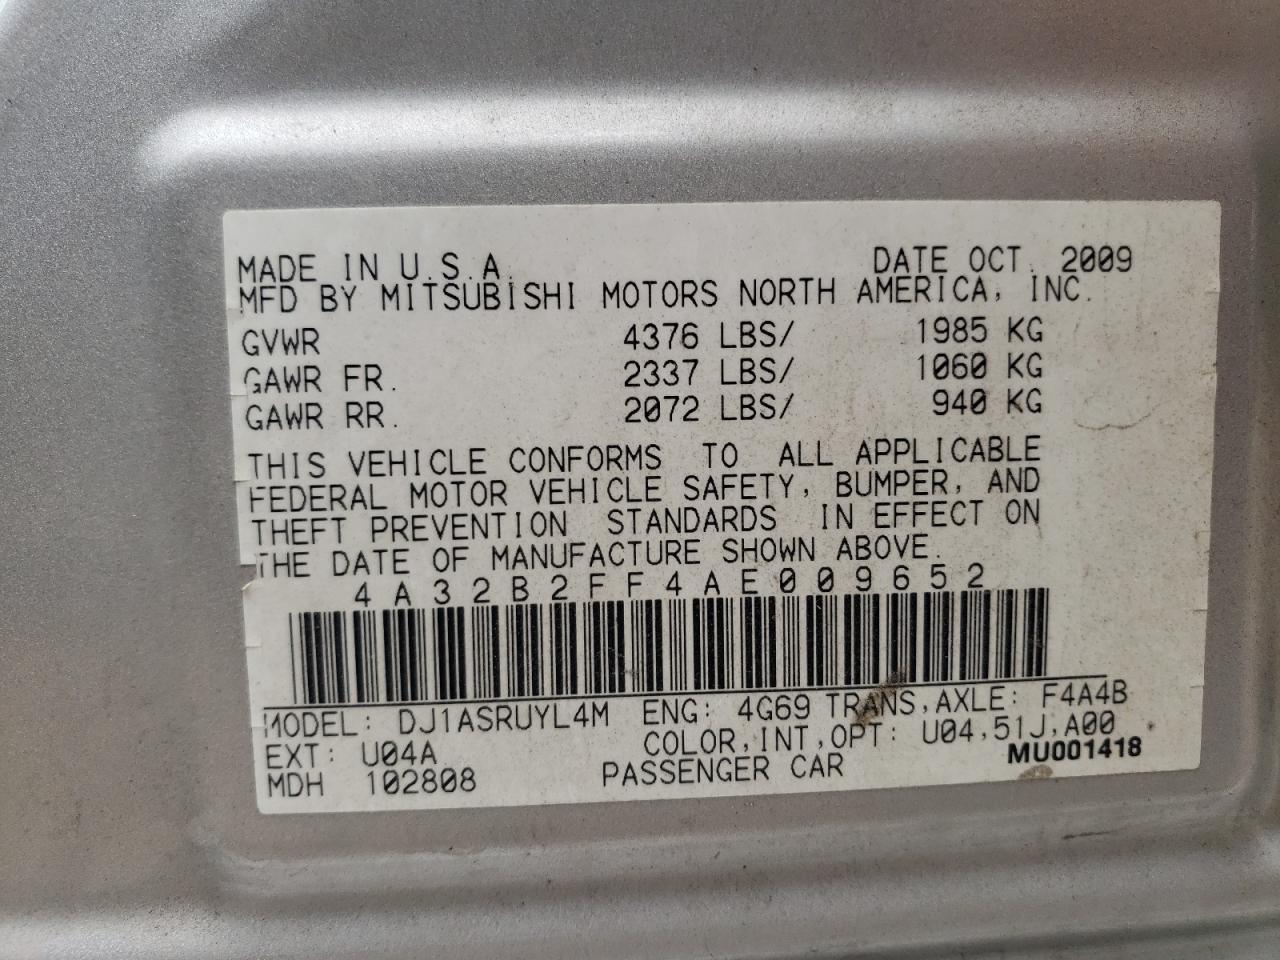 MADE IN U.S.A. DATE OCT. 2009
MFD BY MITSUBISHI MOTORS NORTH AMERICA, INC.
GVWR 4376 LBS/ 1985 KG
GAWR FR. 2337 LBS/ 1060 KG
GAWR RR. 2072 LBS/ 940 KG
THIS VEHICLE CONFORMS TO ALL APPLICABLE
FEDERAL MOTOR VEHICLE SAFETY, BUMPER, AND
THEFT PREVENTION STANDARDS IN EFFECT ON
THE DATE OF MANUFACTURE SHOWN ABOVE.
4A32B2FF4AE009652
MODEL: DJ1ASRUYL4M ENG: 4G69 TRANS,AXLE: F4A4B
EXT: U04A COLOR,INT,OPT: U04,51J,A00
MDH 102808 PASSENGER CAR MU001418